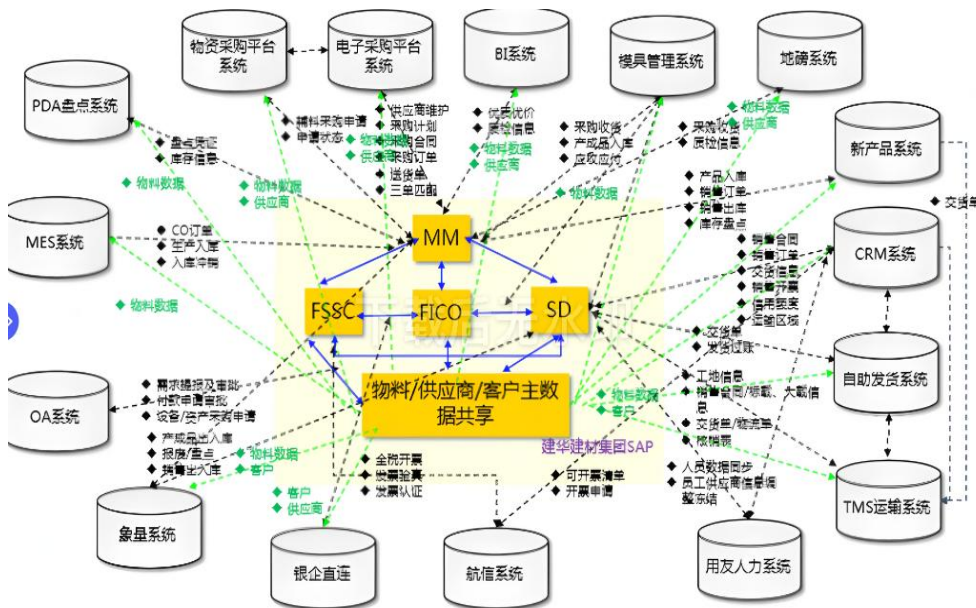 物资采购平台
系统
电子采购平台
系统
BI系统
模具管理系统
地磅系统
PDA盘点系统
新产品系统
MES系统
CRM系统
OA系统
自助发货系统
象量系统
银企直连
航信系统
用友人力系统
TMS运输系统
◆ 盘点凭证
◆ 库存信息
◆ 物料数据
◆ 辅料采购申请
◆ 申请状态
◆ 物料数据
◆ 供应商
◆ 供应商维护
◆ 采购计划
◆ 采购合同
◆ 采购订单
◆ 送货单
◆ 三单匹配
◆ 物料数据
◆ 供应商
◆ 优质优价
◆ 质检信息
◆ 物料数据
◆ 供应商
◆ 采购收货
◆ 产成品入库
◆ 应收应付
◆ 物料数据
◆ 采购收货
◆ 质检信息
◆ 物料数据
◆ 供应商
◆ 产品入库
◆ 销售订单
◆ 销售出库
◆ 库存盘点
◆ 交货单
◆ CO订单
◆ 生产入库
◆ 入库冲销
◆ 物料数据
◆ 销售合同
◆ 销售订单
◆ 交货信息
◆ 销售开票
◆ 信用额度
◆ 运输区域
MM
FSSC
FICO
SD
物料/供应商/客户主数
据共享
建华建材集团SAP
◆ 交货单
◆ 发货过账
◆ 物料数据
◆ 客户
◆ 工地信息
◆ 销售合同/标载、大载信
息
◆ 交货单/物流单
◆ 核销表
◆ 需求提报及审批
◆ 付款申请审批
◆ 设备/资产采购申请
◆ 产成品出入库
◆ 报废/盘点
◆ 销售出入库
◆ 物料数据
◆ 客户
◆ 客户
◆ 供应商
◆ 金税开票
◆ 发票验真
◆ 发票认证
◆ 可开票清单
◆ 开票申请
◆ 人员数据同步
◆ 员工供应商信息调
整冻结